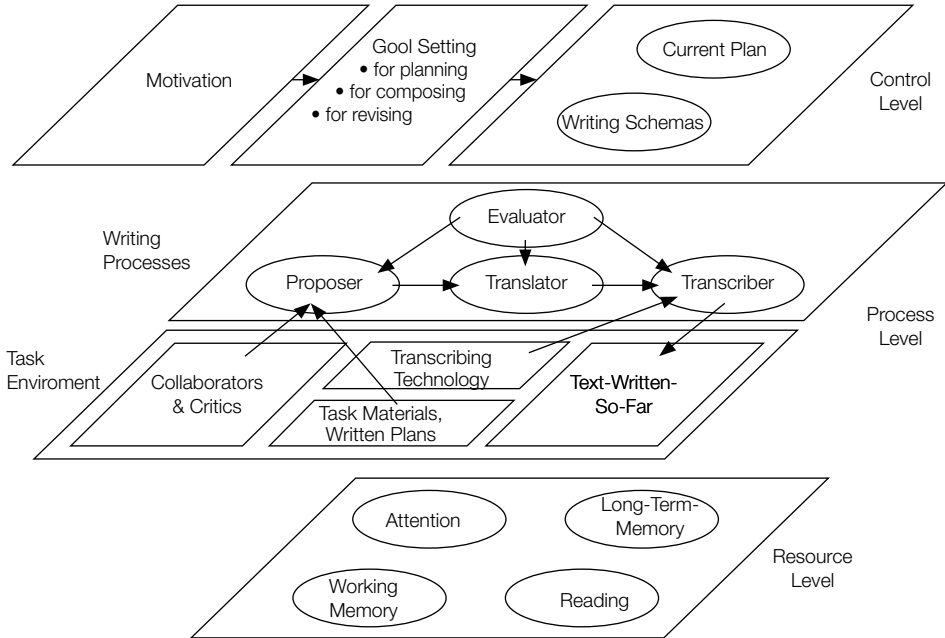 Motivation
Gool Setting
• for planning
• for composing
• for revising
Current Plan
Writing Schemas
Control
Level
Writing
Processes
Evaluator
Proposer
Translator
Transcriber
Process
Level
Task
Enviroment
Collaborators
& Critics
Transcribing
Technology
Task Materials,
Written Plans
Text-Written-
So-Far
Attention
Long-Term-
Memory
Working
Memory
Reading
Resource
Level